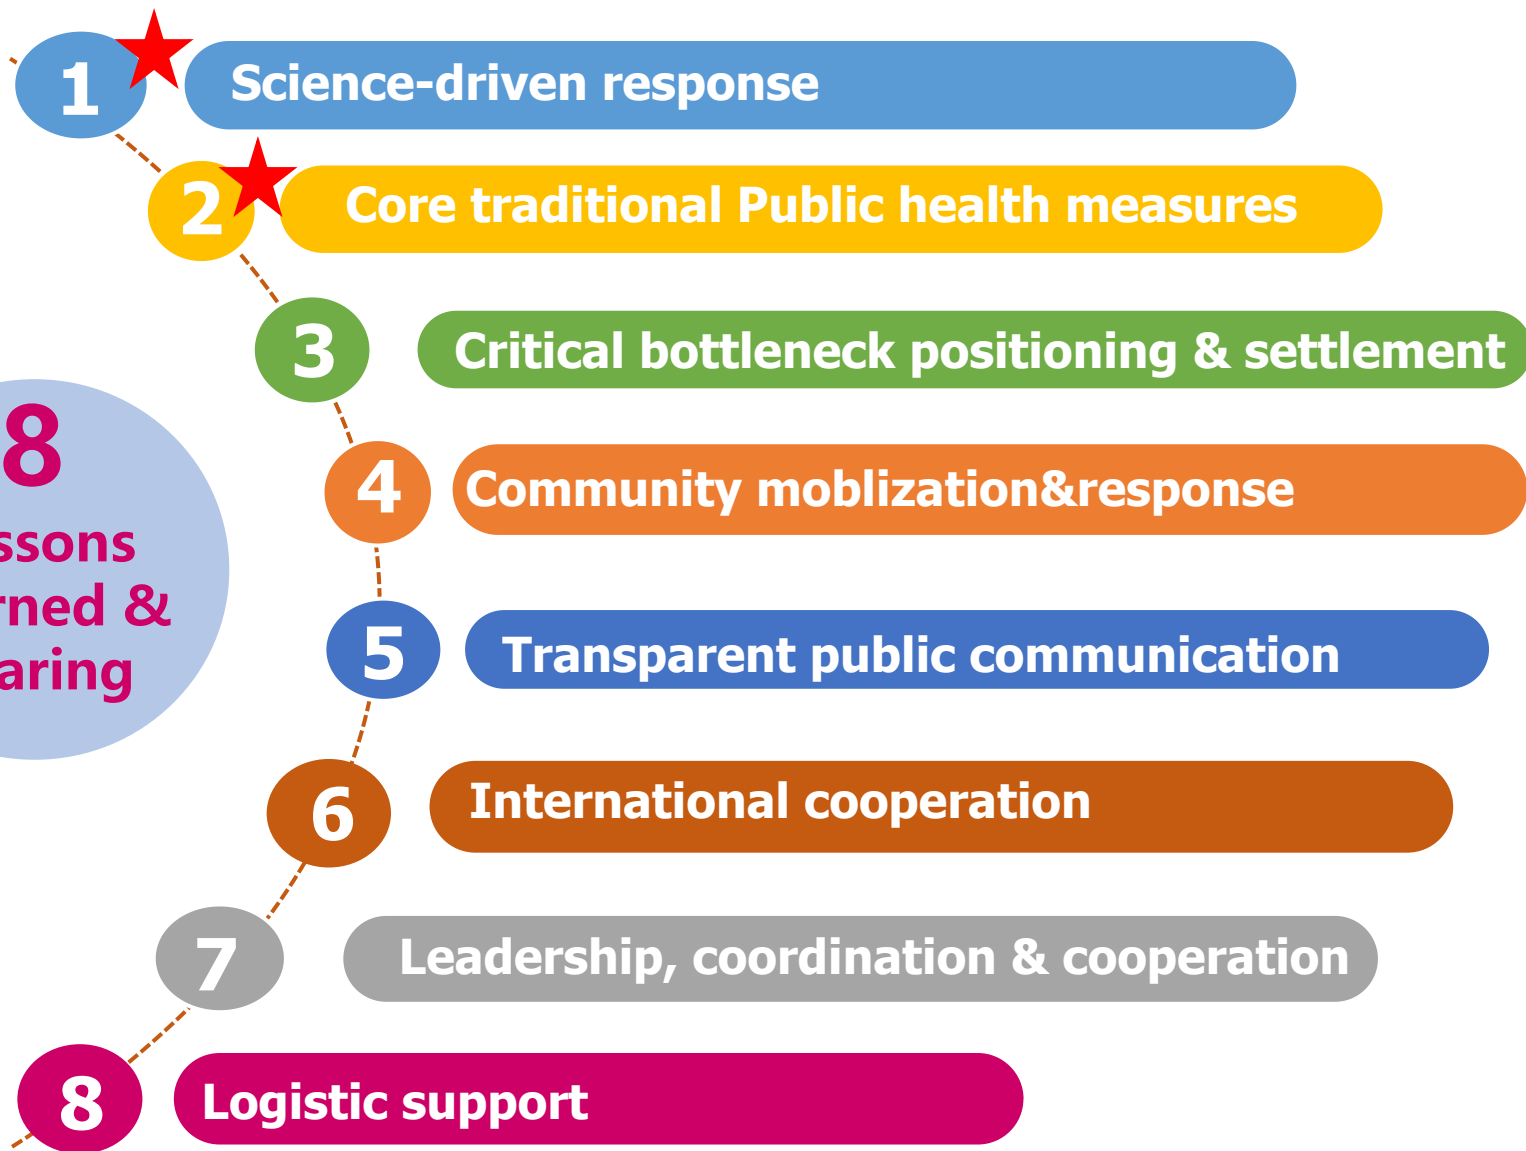 1 Science-driven response
2 Core traditional Public health measures
3 Critical bottleneck positioning & settlement
8
ssons
rned &
aring
4 Community moblization&response
5 Transparent public communication
6 International cooperation
7 Leadership, coordination & cooperation
8 Logistic support